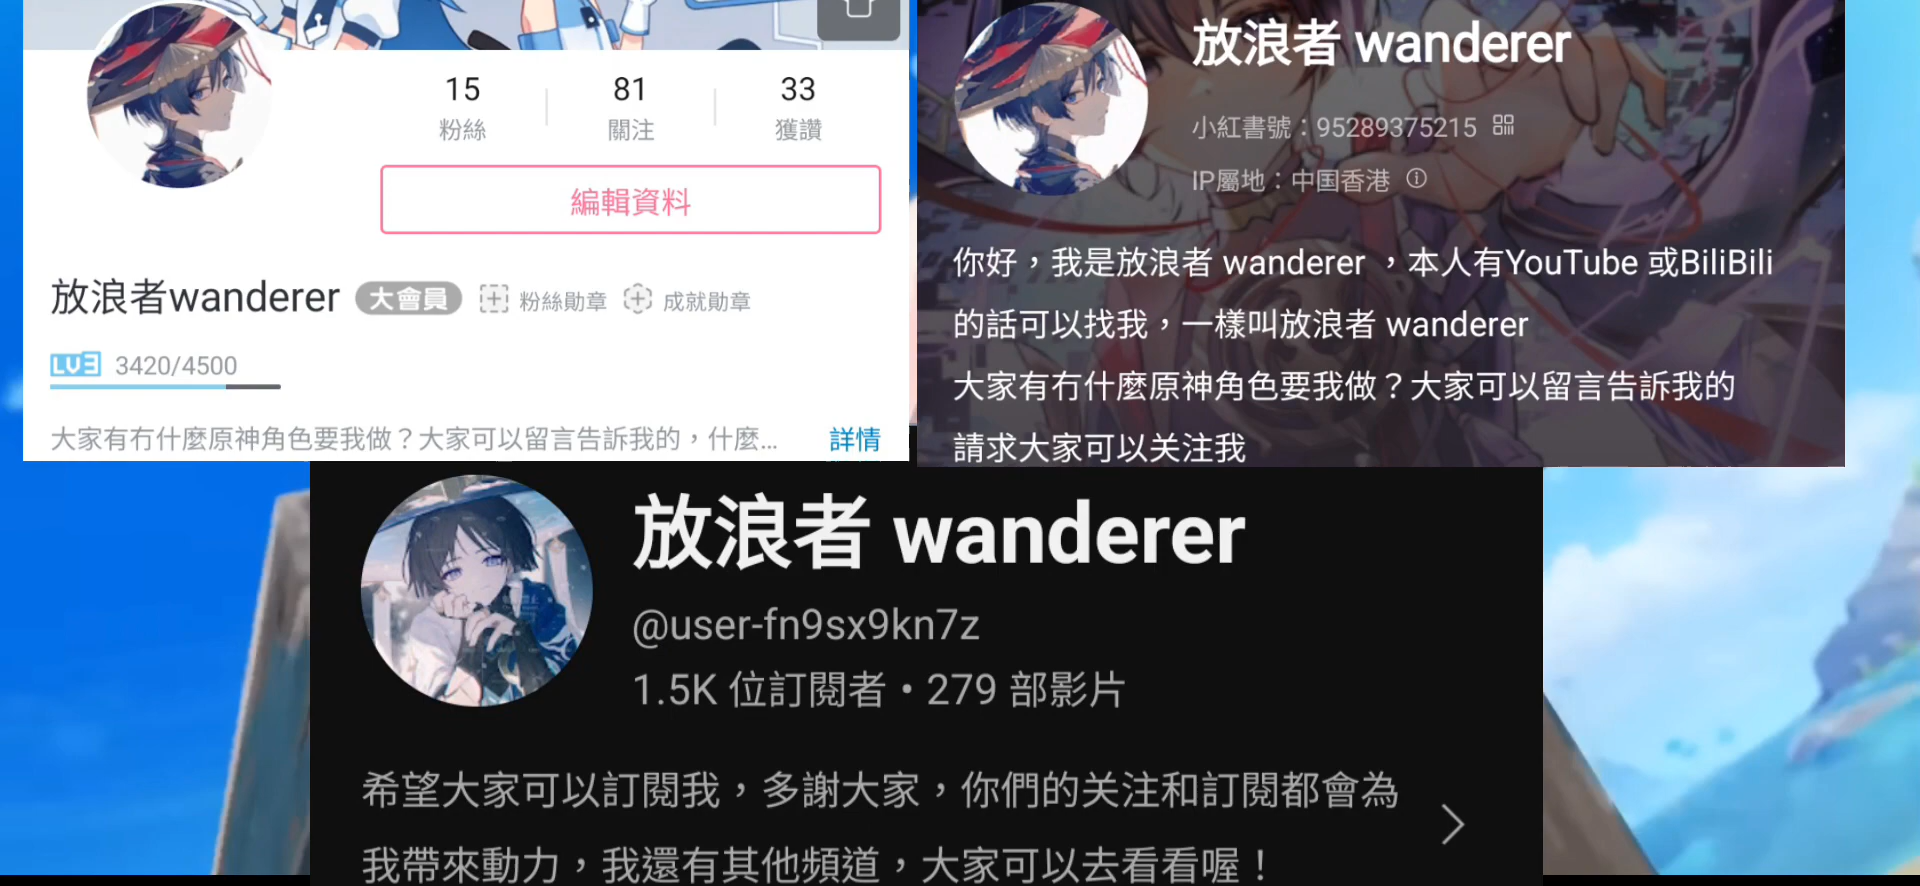 15
81
33
粉絲
關注
獲讚
編輯資料
放浪者wanderer 大會員 粉絲勛章 成就勛章
LV3 3420/4500
大家有冇什麼原神角色要我做？大家可以留言告訴我的，什麼... 詳情
放浪者 wanderer
小紅書號：95289375215
IP屬地：中国香港
你好，我是放浪者 wanderer ，本人有YouTube 或BiliBili
的話可以找我，一樣叫放浪者 wanderer
大家有冇什麼原神角色要我做？大家可以留言告訴我的
請求大家可以关注我
放浪者 wanderer
@user-fn9sx9kn7z
1.5K 位訂閱者 • 279 部影片
希望大家可以訂閱我，多謝大家，你們的关注和訂閱都會為
我帶來動力，我還有其他頻道，大家可以去看看喔！